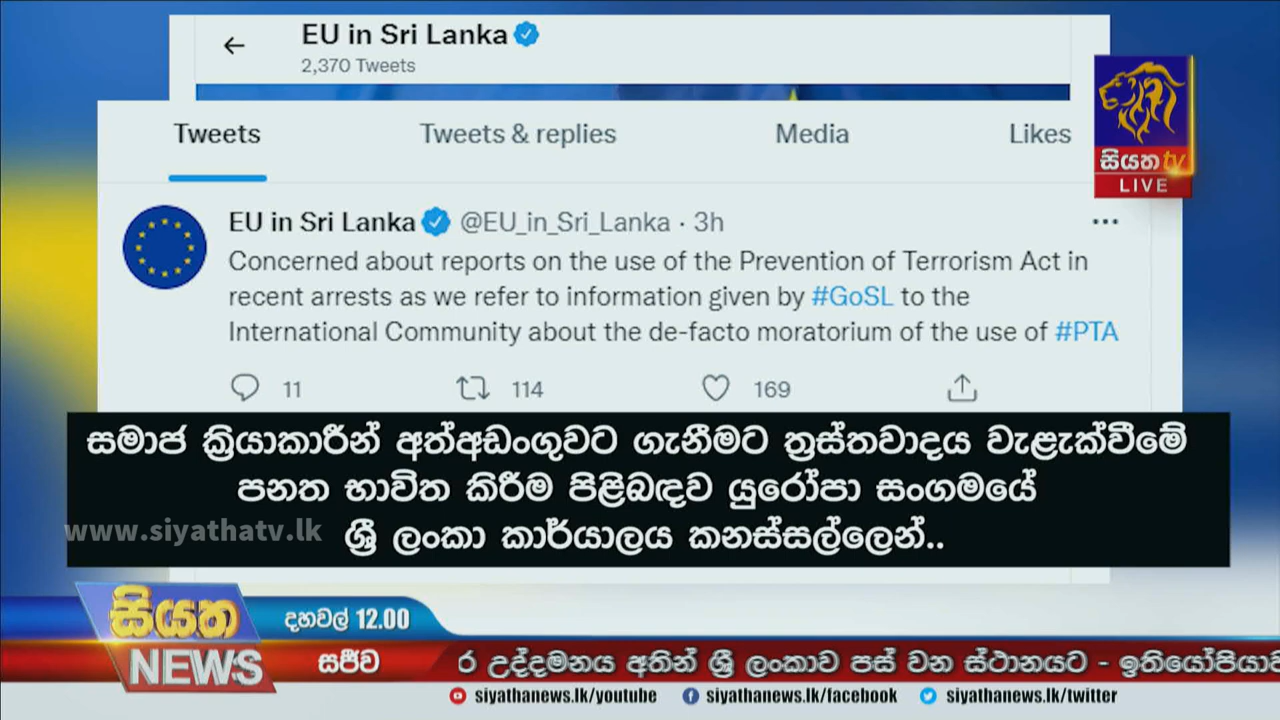 EU in Sri Lanka
2,370 Tweets
Tweets Tweets & replies Media Likes
සියත tv
LIVE
EU in Sri Lanka @EU_in_Sri_Lanka · 3h
Concerned about reports on the use of the Prevention of Terrorism Act in
recent arrests as we refer to information given by #GoSL to the
International Community about the de-facto moratorium of the use of #PTA
11 114 169
සමාජ ක්‍රියාකාරීන් අත්අඩංගුවට ගැනීමට ත්‍රස්තවාදය වැළැක්වීමේ
පනත භාවිත කිරීම පිළිබඳව යුරෝපා සංගමයේ
ශ්‍රී ලංකා කාර්යාලය කනස්සල්ලෙන්..
www.siyathatv.lk
සියත
NEWS
දහවල් 12.00
සජීව
ර උද්දමනය අතින් ශ්‍රී ලංකාව පස් වන ස්ථානයට - ඉතියෝපියාව
siyathanews.lk/youtube siyathanews.lk/facebook siyathanews.lk/twitter